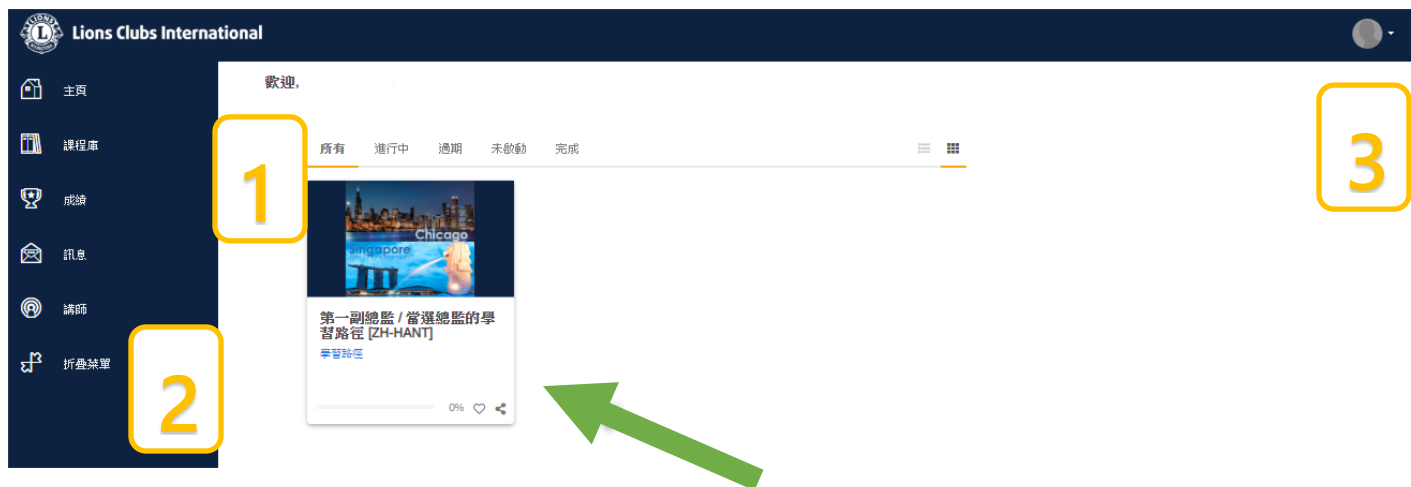 Lions Clubs International
主頁
課程庫
成績
訊息
講師
折疊菜單
歡迎,
所有 進行中 過期 未啟動 完成
1
2
3
Chicago
Singapore
第一副總監 / 當選總監的學
習路徑 [ZH-HANT]
學習路徑
0%